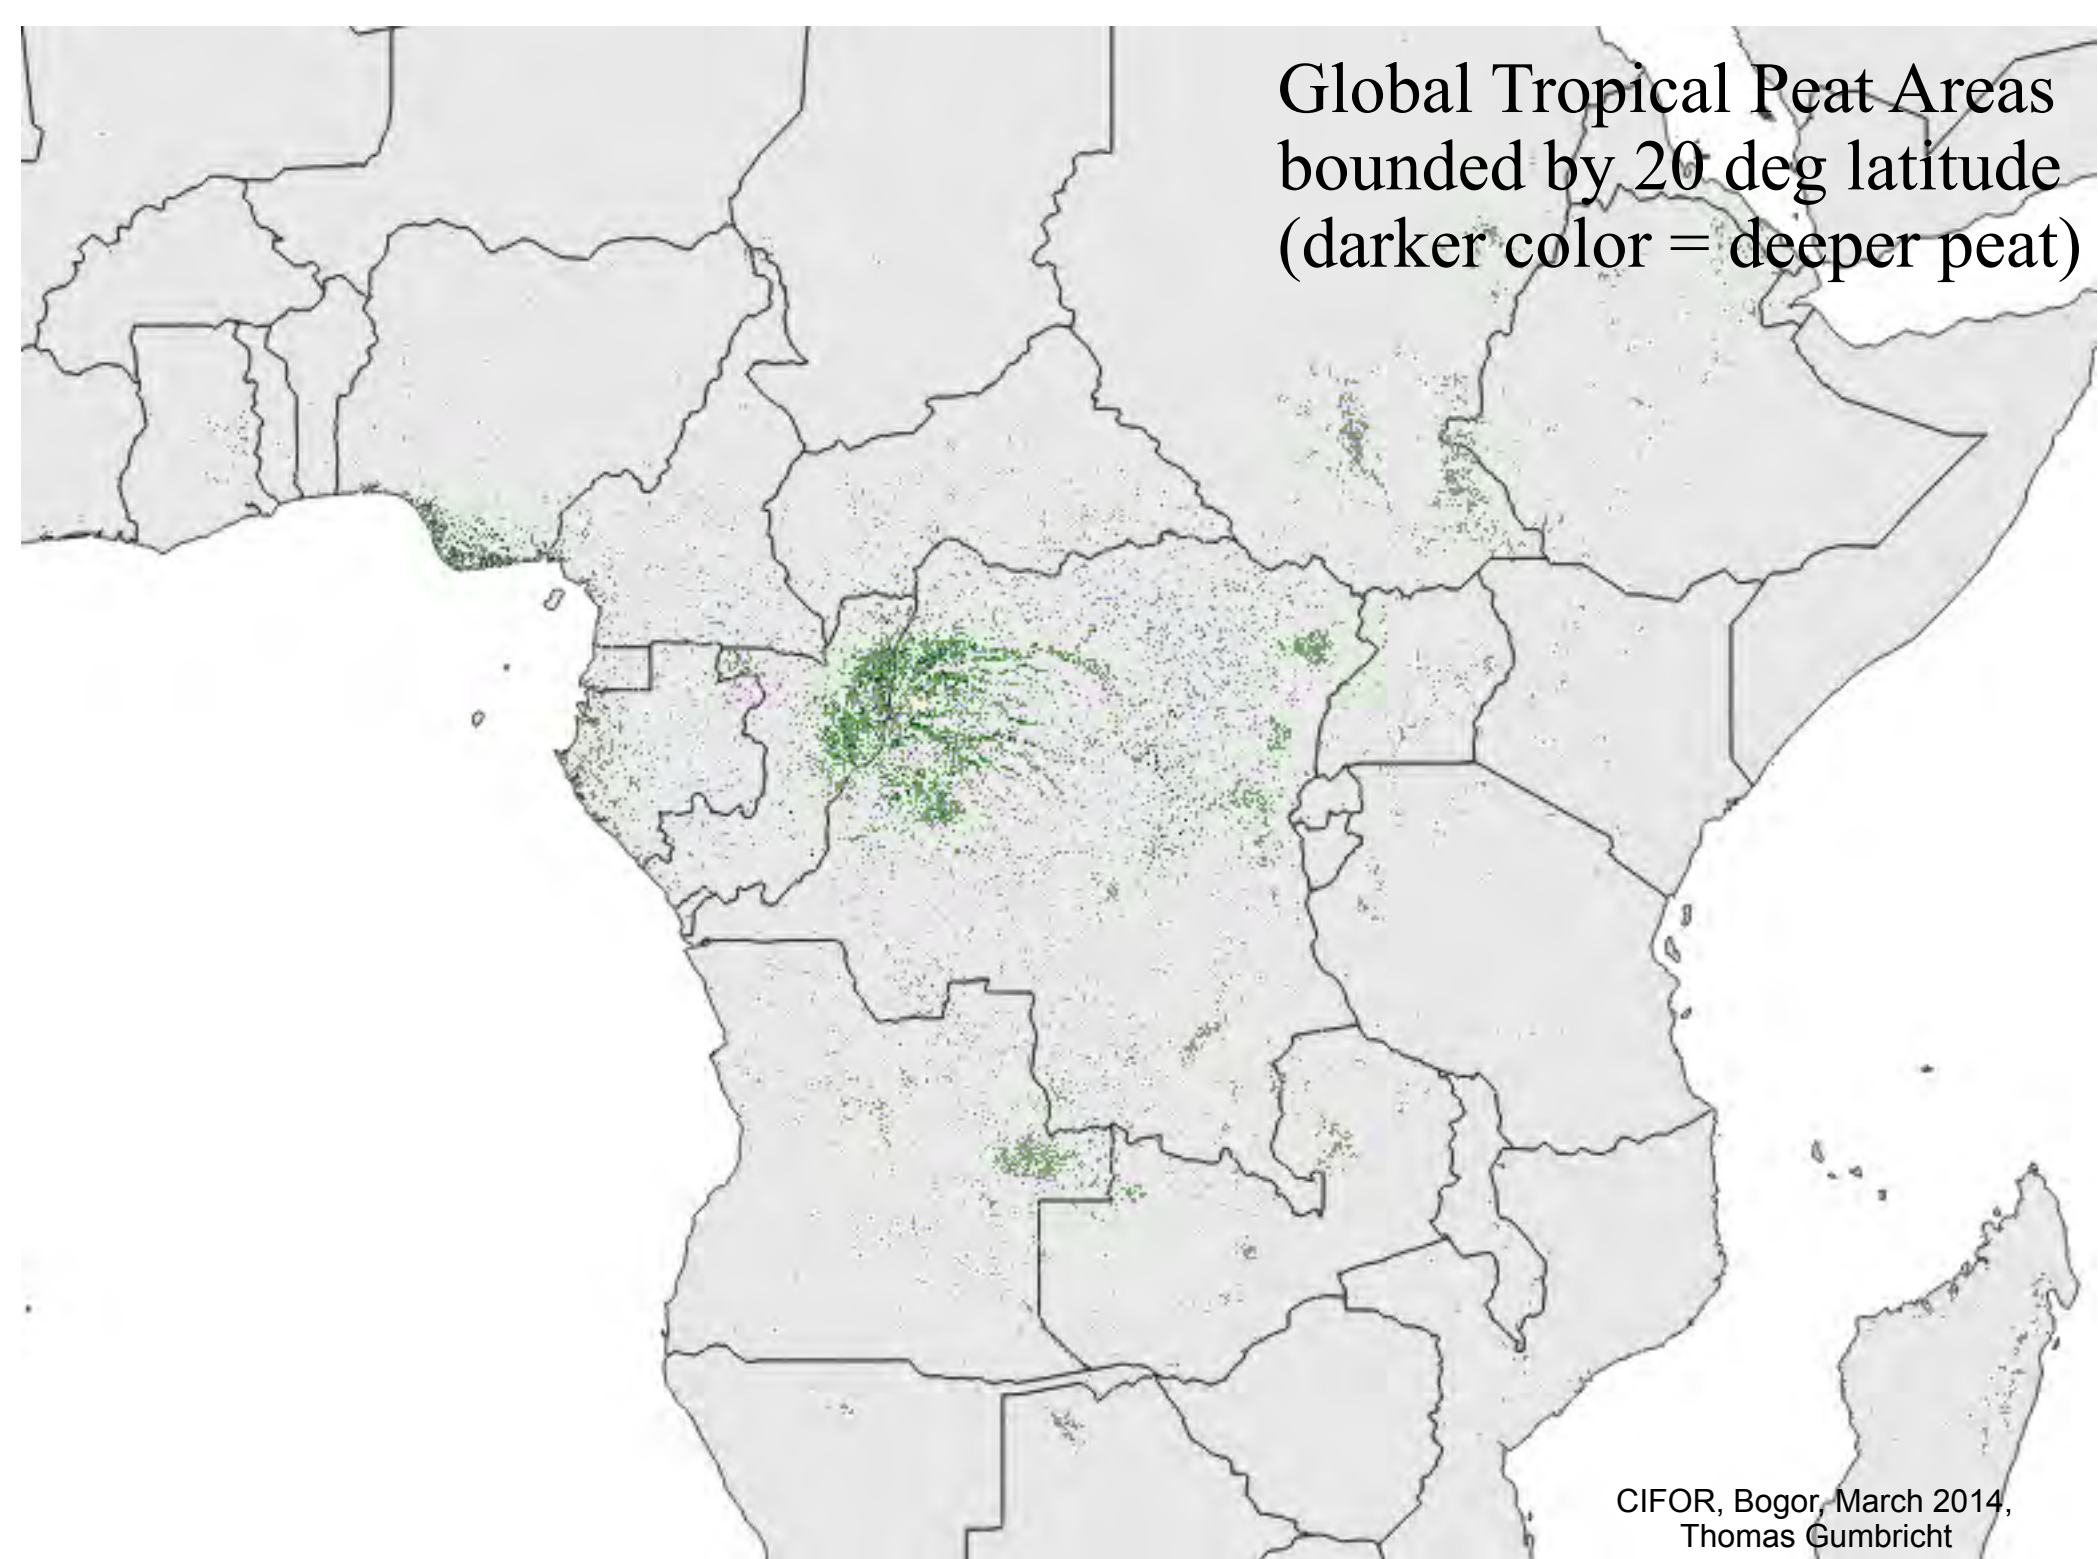 Global Tropical Peat Areas
bounded by 20 deg latitude
(darker color = deeper peat)
CIFOR, Bogor, March 2014,
Thomas Gumbricht